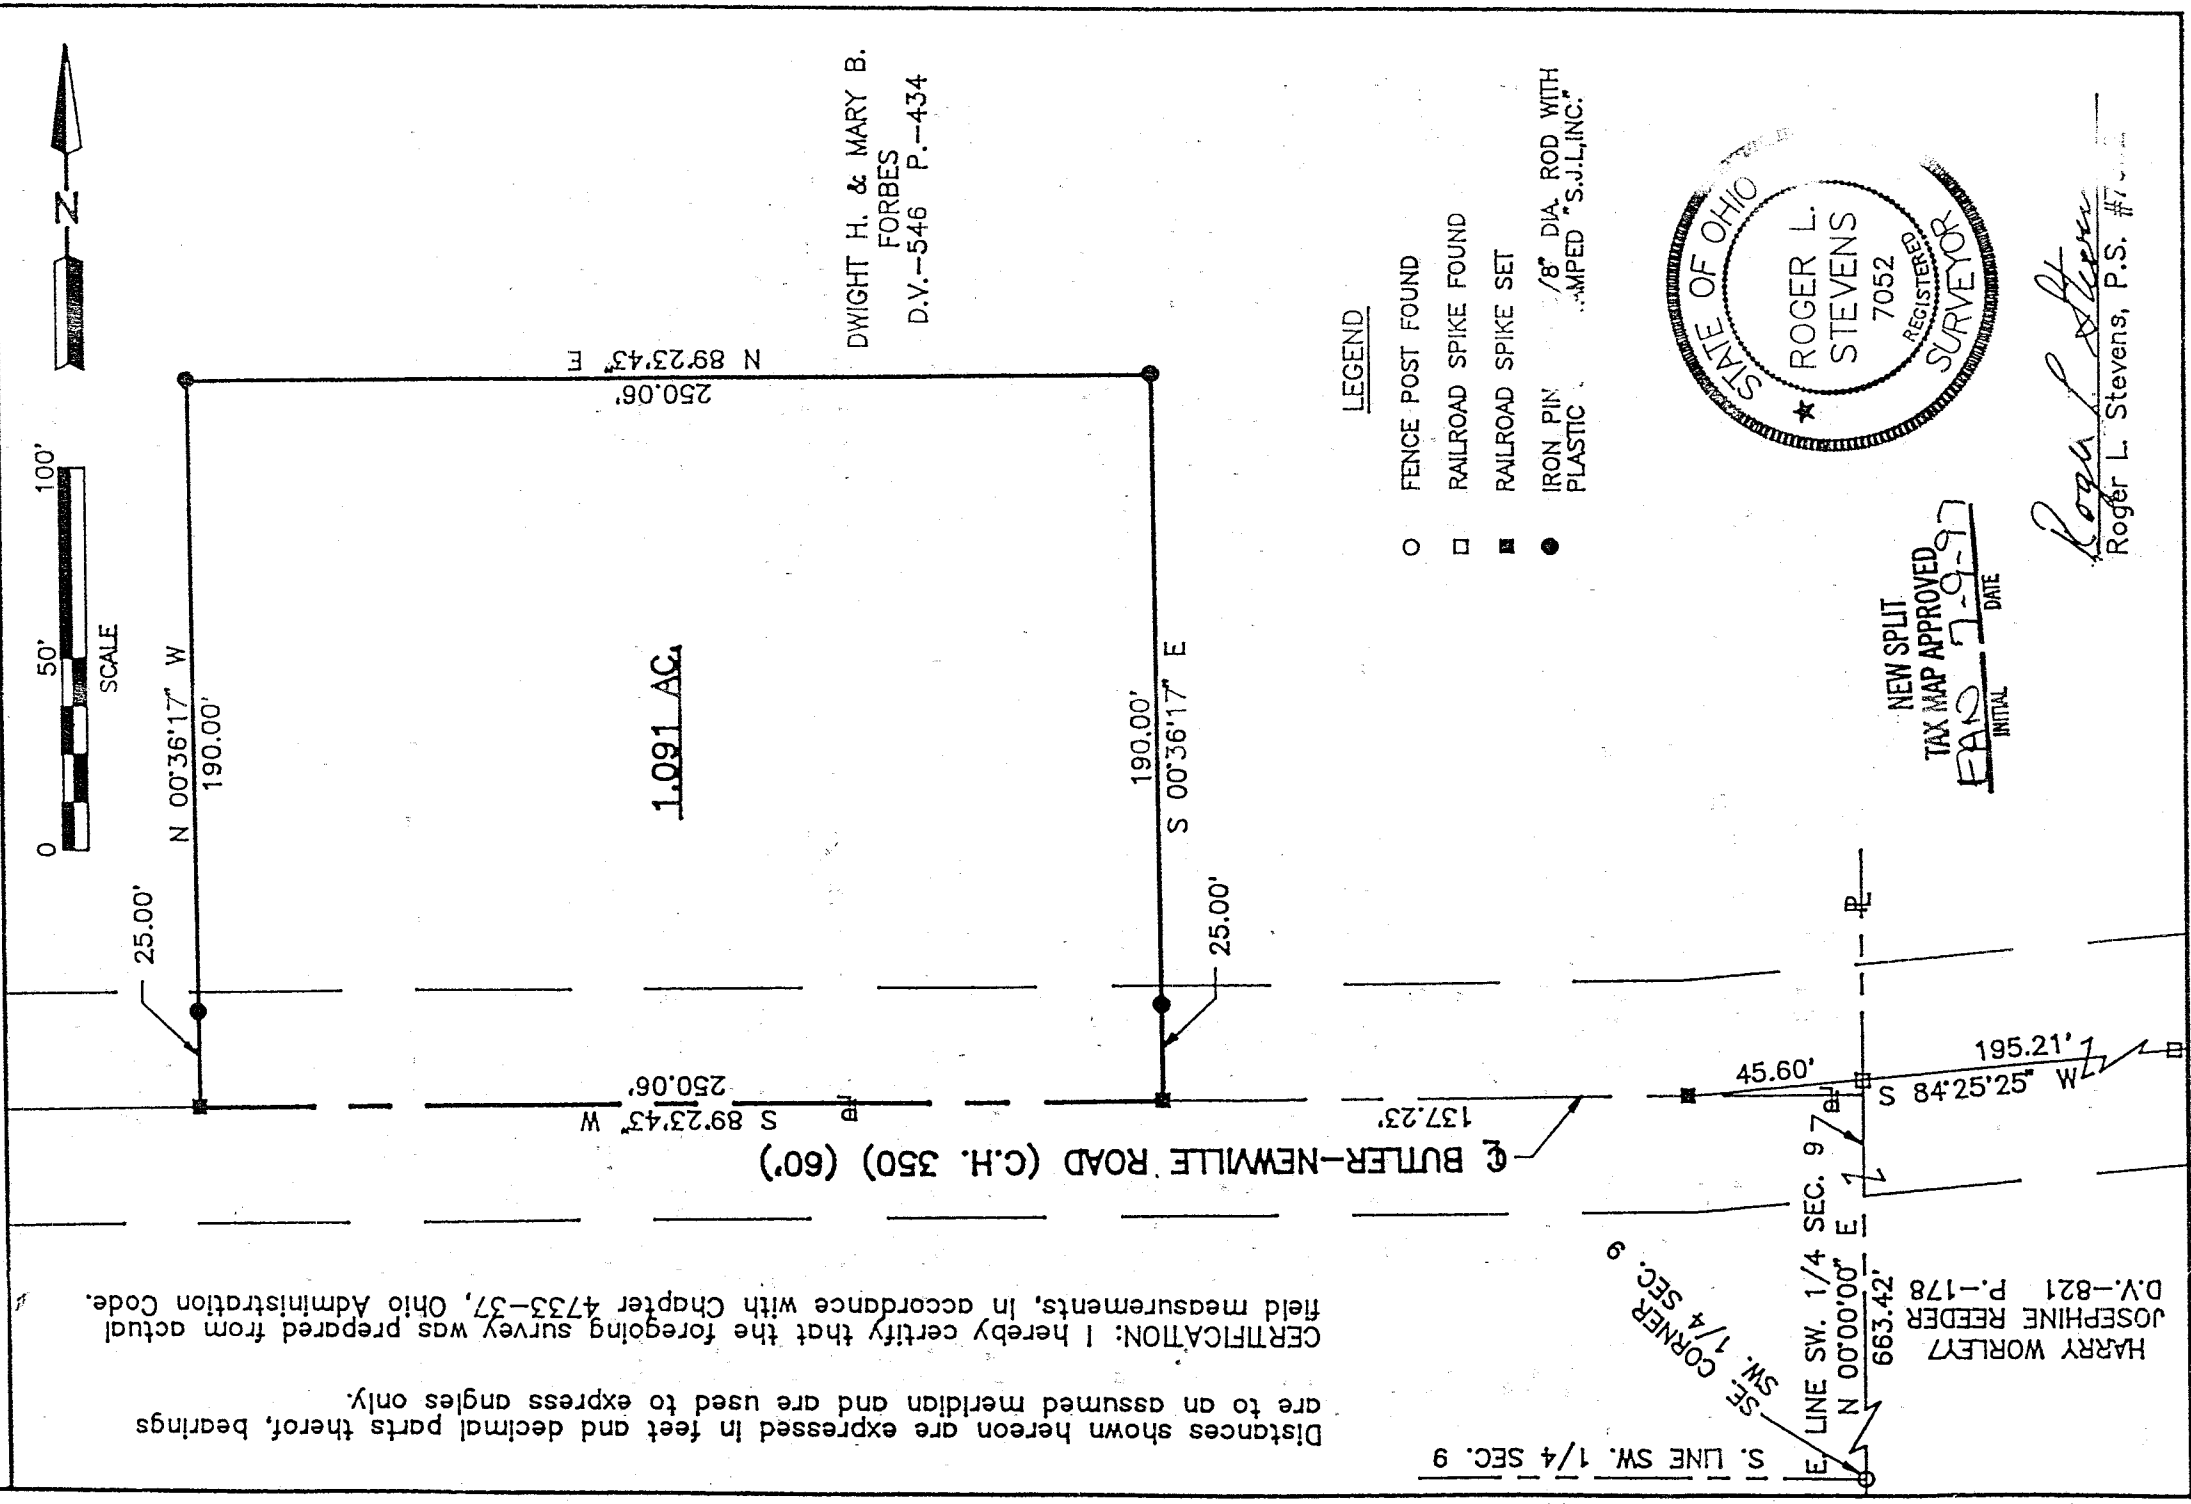 N
0 50' 100'
SCALE
DWIGHT H. & MARY B.
FORBES
D.V.-546 P.-434
N 00°36'17" W
190.00'
25.00'
N 89°23'43" E
250.06'
1.091 AC.
190.00'
S 00°36'17" E
25.00'
250.06'
S 89°23'43" W
137.23'
℄ BUTLER-NEWVILLE ROAD (C.H. 350) (60')
LEGEND
FENCE POST FOUND
RAILROAD SPIKE FOUND
RAILROAD SPIKE SET
IRON PIN /8" DIA. ROD WITH
PLASTIC AMPED "S.J.L,INC."
STATE OF OHIO
ROGER L.
STEVENS
7052
REGISTERED
SURVEYOR
NEW SPLIT
TAX MAP APPROVED
7-9-97
INITIAL DATE
Roger L. Stevens, P.S. #7
PL
45.60'
195.21'
S 84°25'25" W
E. LINE SW. 1/4 SEC. 9
N 00°00'00" E
663.42'
SE. CORNER
SW. 1/4 SEC. 9
S. LINE SW. 1/4 SEC. 9
HARRY WORLEY
JOSEPHINE REEDER
D.V.-821 P.-178
Distances shown hereon are expressed in feet and decimal parts therof, bearings
are to an assumed meridian and are used to express angles only.
CERTIFICATION: I hereby certify that the foregoing survey was prepared from actual
field measurements, in accordance with Chapter 4733-37, Ohio Administration Code.